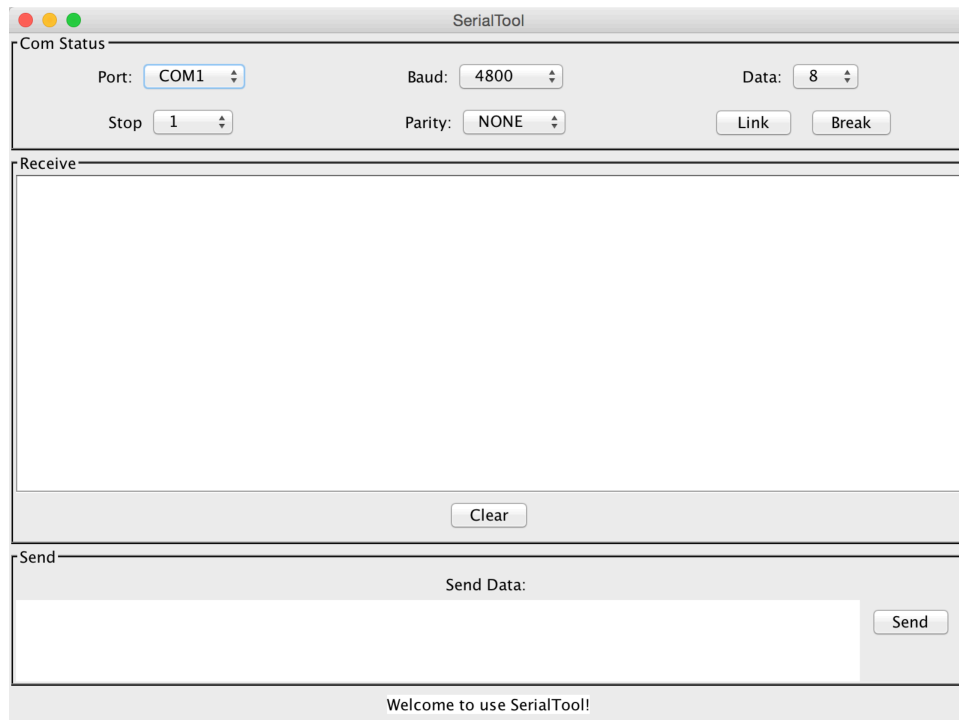 SerialTool
Com Status
Port: COM1 Baud: 4800 Data: 8
Stop 1 Parity: NONE Link Break
Receive
Clear
Send
Send Data:
Send
Welcome to use SerialTool!